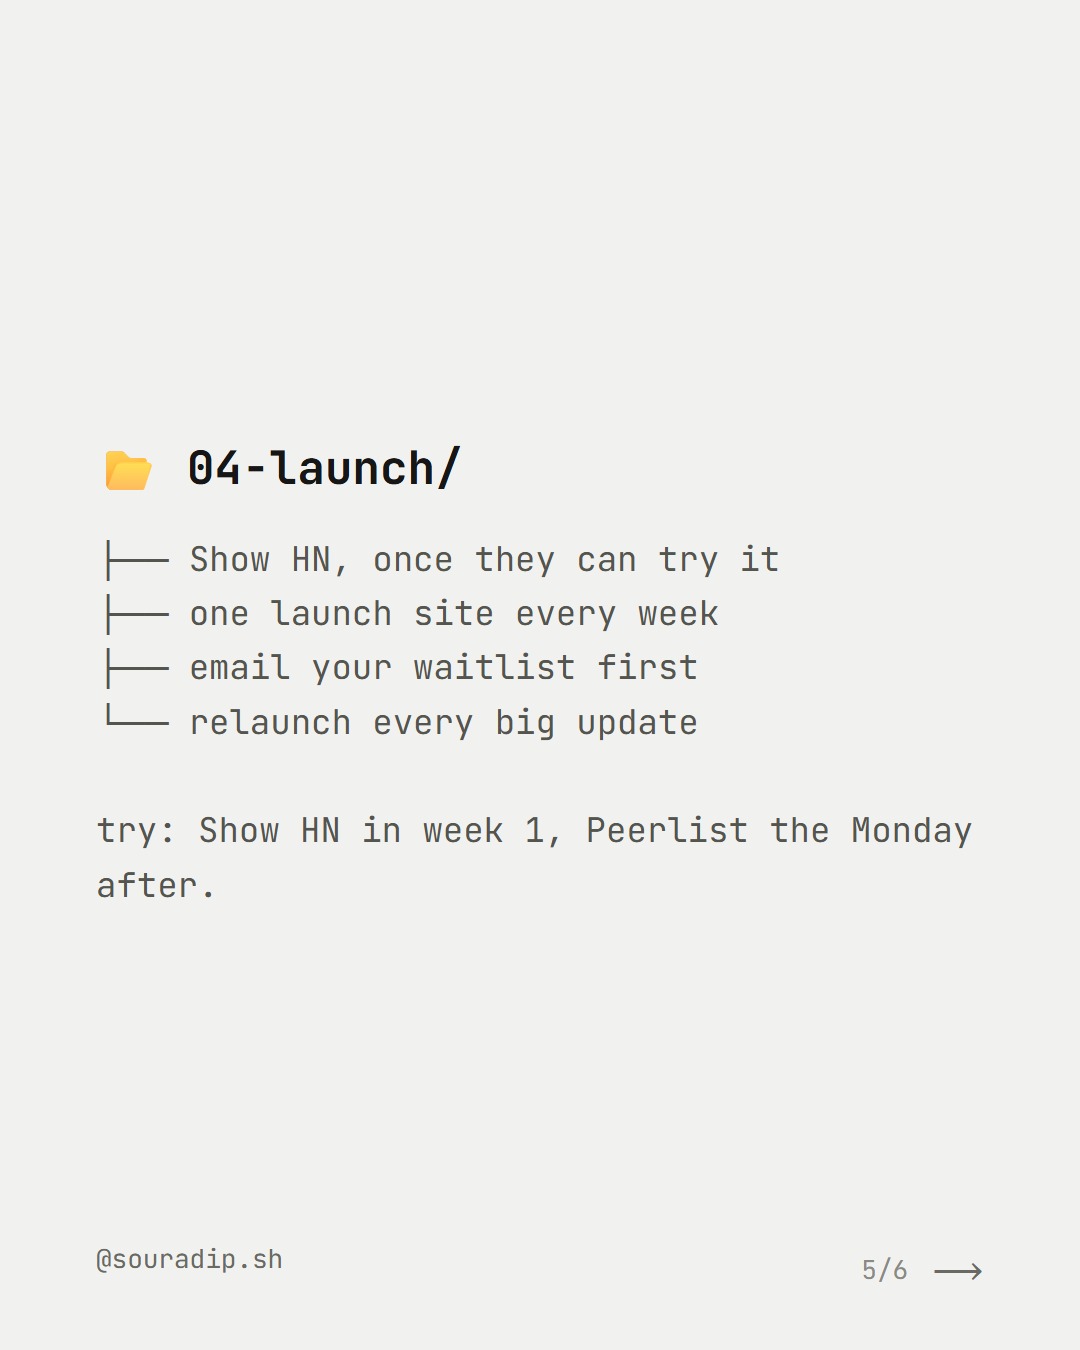 04-launch/
├── Show HN, once they can try it
├── one launch site every week
├── email your waitlist first
└── relaunch every big update
try: Show HN in week 1, Peerlist the Monday
after.
@souradip.sh
5/6 ⟶